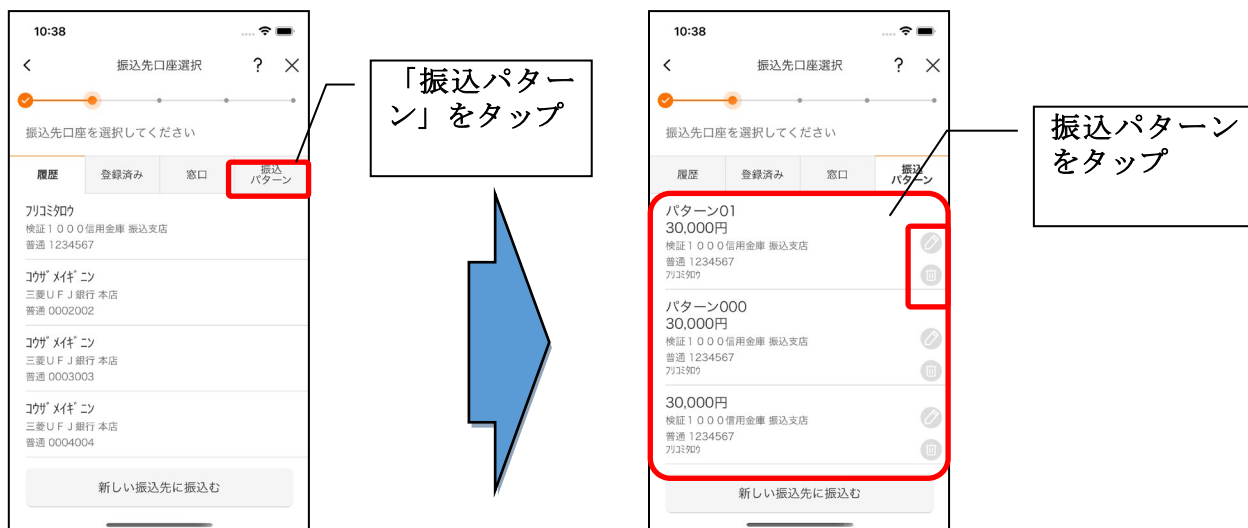 10:38
振込先口座選択 ?
振込先口座を選択してください
履歴 登録済み 窓口 振込
パターン
ﾌﾘｺﾐﾀﾛｳ
検証１０００信用金庫 振込支店
普通 1234567
ｺｳｻﾞ ﾒｲｷﾞﾆﾝ
三菱ＵＦＪ銀行 本店
普通 0002002
ｺｳｻﾞ ﾒｲｷﾞﾆﾝ
三菱ＵＦＪ銀行 本店
普通 0003003
ｺｳｻﾞ ﾒｲｷﾞﾆﾝ
三菱ＵＦＪ銀行 本店
普通 0004004
新しい振込先に振込む
「振込パター
ン」をタップ
10:38
振込先口座選択 ?
振込先口座を選択してください
履歴 登録済み 窓口 振込
パターン
パターン01
30,000円
検証１０００信用金庫 振込支店
普通 1234567
ﾌﾘｺﾐﾀﾛｳ
パターン000
30,000円
検証１０００信用金庫 振込支店
普通 1234567
ﾌﾘｺﾐﾀﾛｳ
30,000円
検証１０００信用金庫 振込支店
普通 1234567
ﾌﾘｺﾐﾀﾛｳ
新しい振込先に振込む
振込パターン
をタップ